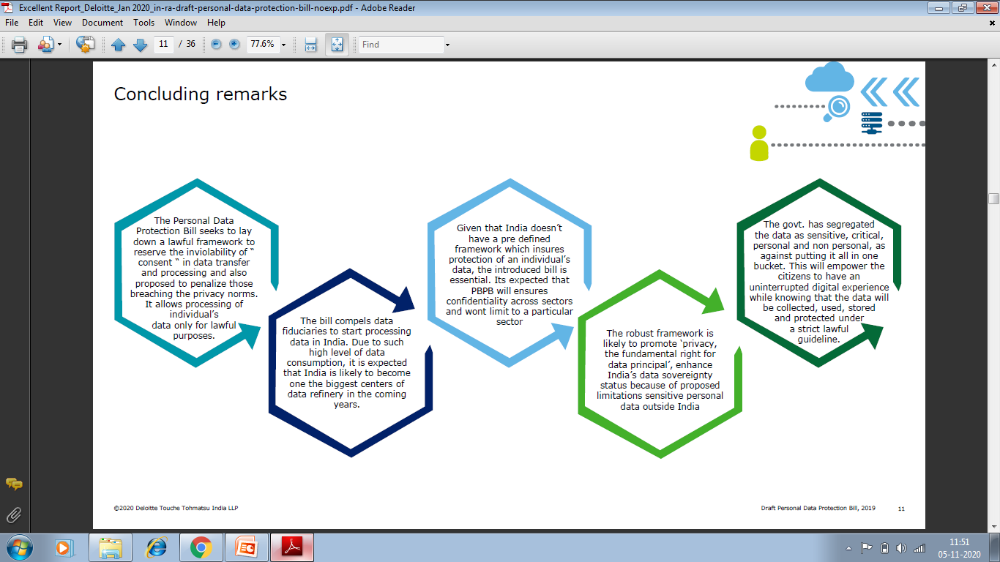 Excellent Report_Deloitte_Jan 2020_in-ra-draft-personal-data-protection-bill-noexp.pdf - Adobe Reader
File Edit View Document Tools Window Help
11 / 36 77.6% Find
Concluding remarks
The Personal Data
Protection Bill seeks to lay
down a lawful framework to
reserve the inviolability of “
consent “ in data transfer
and processing and also
proposed to penalize those
breaching the privacy norms.
It allows processing of
individual’s
data only for lawful
purposes.
The bill compels data
fiduciaries to start processing
data in India. Due to such
high level of data
consumption, it is expected
that India is likely to become
one the biggest centers of
data refinery in the coming
years.
Given that India doesn’t
have a pre defined
framework which insures
protection of an individual’s
data, the introduced bill is
essential. Its expected that
PBPB will ensures
confidentiality across sectors
and wont limit to a particular
sector
The robust framework is
likely to promote ‘privacy,
the fundamental right for
data principal’, enhance
India’s data sovereignty
status because of proposed
limitations sensitive personal
data outside India
The govt. has segregated
the data as sensitive, critical,
personal and non personal, as
against putting it all in one
bucket. This will empower the
citizens to have an
uninterrupted digital experience
while knowing that the data will
be collected, used, stored
and protected under
a strict lawful
guideline.
©2020 Deloitte Touche Tohmatsu India LLP
Draft Personal Data Protection Bill, 2019 11
11:51
05-11-2020